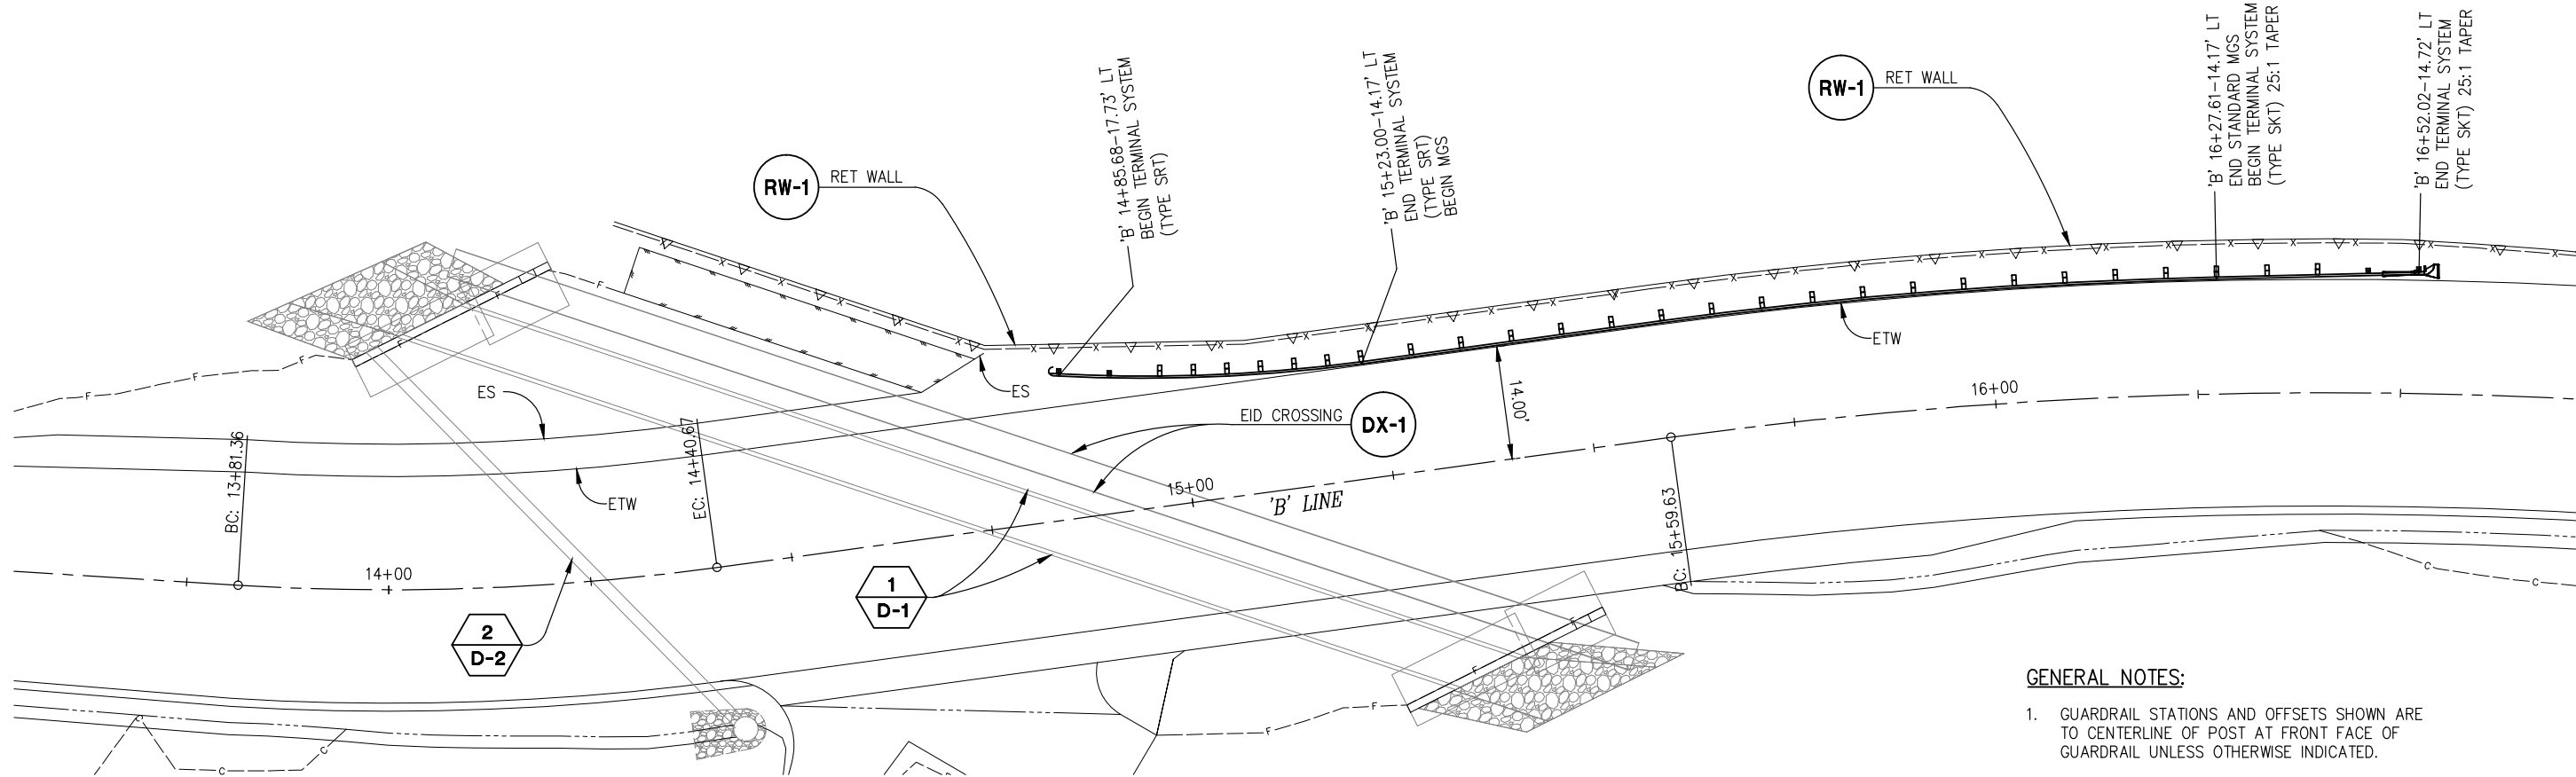 'B' 14+85.68-17.73' LT
BEGIN TERMINAL SYSTEM
(TYPE SRT)
'B' 15+23.00-14.17' LT
END TERMINAL SYSTEM
(TYPE SRT)
BEGIN MGS
'B' 16+27.61-14.17' LT
END STANDARD MGS
BEGIN TERMINAL SYSTEM
(TYPE SKT) 25:1 TAPER
'B' 16+52.02-14.72' LT
END TERMINAL SYSTEM
(TYPE SKT) 25:1 TAPER
RW-1
RET WALL
RW-1
RET WALL
ETW
ES
ES
14.00'
16+00
EID CROSSING
DX-1
BC: 13+81.36
EC: 14+40.67
15+00
'B' LINE
ETW
BC: 15+59.63
14+00
1
D-1
2
D-2
F
F
F
F
F
F
F
F
F
F
C
C
C
C
C
GENERAL NOTES:
1. GUARDRAIL STATIONS AND OFFSETS SHOWN ARE
TO CENTERLINE OF POST AT FRONT FACE OF
GUARDRAIL UNLESS OTHERWISE INDICATED.